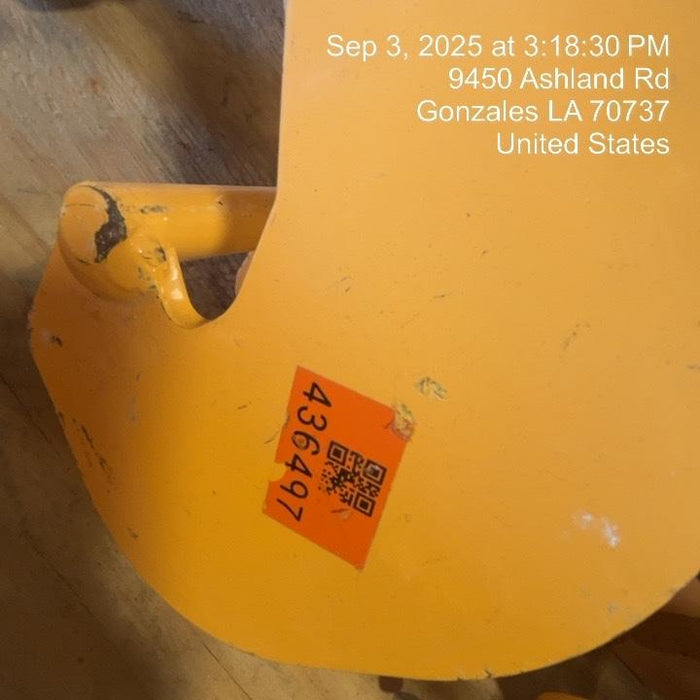 Sep 3, 2025 at 3:18:30 PM
9450 Ashland Rd
Gonzales LA 70737
United States
436497